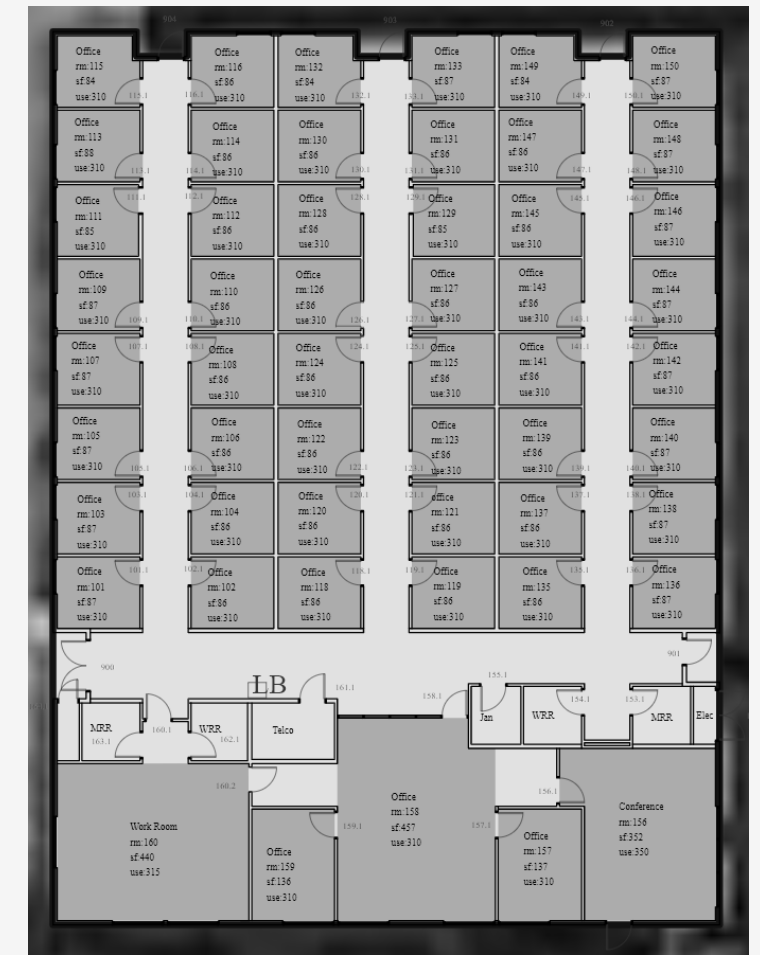 904
903
902
Office
rm:115
sf:84
use:310
115.1
116.1
Office
rm:116
sf:86
use:310
Office
rm:132
sf:84
use:310
132.1
133.1
Office
rm:133
sf:87
use:310
Office
rm:149
sf:84
use:310
149.1
150.1
Office
rm:150
sf:87
use:310
Office
rm:113
sf:88
use:310
113.1
114.1
Office
rm:114
sf:86
use:310
Office
rm:130
sf:86
use:310
130.1
131.1
Office
rm:131
sf:86
use:310
Office
rm:147
sf:86
use:310
147.1
148.1
Office
rm:148
sf:87
use:310
Office
rm:111
sf:85
use:310
111.1
112.1
Office
rm:112
sf:86
use:310
Office
rm:128
sf:86
use:310
128.1
129.1
Office
rm:129
sf:85
use:310
Office
rm:145
sf:86
use:310
145.1
146.1
Office
rm:146
sf:87
use:310
Office
rm:109
sf:87
use:310
109.1
110.1
Office
rm:110
sf:86
use:310
Office
rm:126
sf:86
use:310
126.1
127.1
Office
rm:127
sf:86
use:310
Office
rm:143
sf:86
use:310
143.1
144.1
Office
rm:144
sf:87
use:310
Office
rm:107
sf:87
use:310
107.1
108.1
Office
rm:108
sf:86
use:310
Office
rm:124
sf:86
use:310
124.1
125.1
Office
rm:125
sf:86
use:310
Office
rm:141
sf:86
use:310
141.1
142.1
Office
rm:142
sf:87
use:310
Office
rm:105
sf:87
use:310
105.1
106.1
Office
rm:106
sf:86
use:310
Office
rm:122
sf:86
use:310
122.1
123.1
Office
rm:123
sf:86
use:310
Office
rm:139
sf:86
use:310
139.1
140.1
Office
rm:140
sf:87
use:310
Office
rm:103
sf:87
use:310
103.1
104.1
Office
rm:104
sf:86
use:310
Office
rm:120
sf:86
use:310
120.1
121.1
Office
rm:121
sf:86
use:310
Office
rm:137
sf:86
use:310
137.1
138.1
Office
rm:138
sf:87
use:310
Office
rm:101
sf:87
use:310
101.1
102.1
Office
rm:102
sf:86
use:310
Office
rm:118
sf:86
use:310
118.1
119.1
Office
rm:119
sf:86
use:310
Office
rm:135
sf:86
use:310
135.1
136.1
Office
rm:136
sf:87
use:310
900
901
LB
161.1
158.1
155.1
MRR
163.1
160.1
WRR
162.1
Telco
Jan
WRR
154.1
153.1
MRR
Elec
160.2
156.1
Work Room
rm:160
sf:440
use:315
Office
rm:159
sf:136
use:310
159.1
Office
rm:158
sf:457
use:310
157.1
Office
rm:157
sf:137
use:310
Conference
rm:156
sf:352
use:350